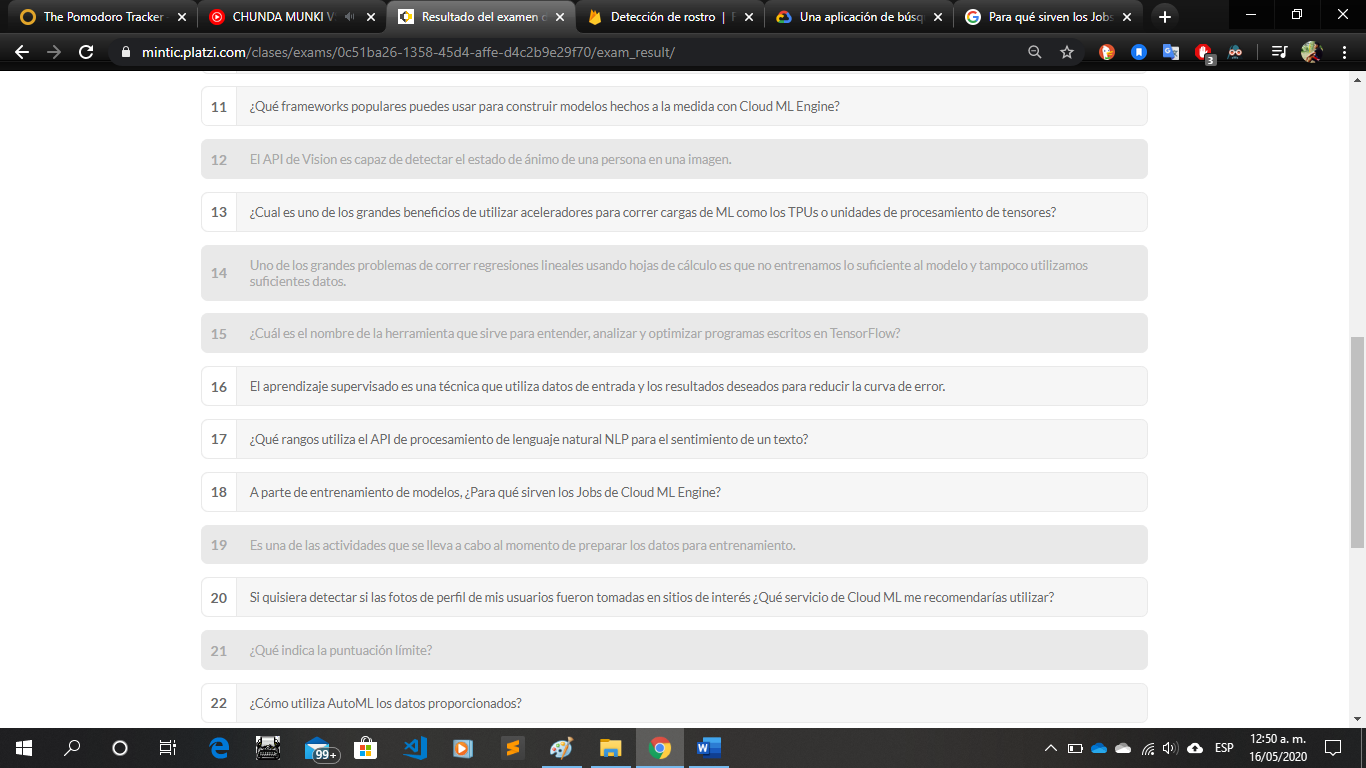 The Pomodoro Tracker
CHUNDA MUNKI V
Resultado del examen
Detección de rostro |
Una aplicación de búsq
Para qué sirven los Jobs
mintic.platzi.com/clases/exams/0c51ba26-1358-45d4-affe-d4c2b9e29f70/exam_result/
3
11 ¿Qué frameworks populares puedes usar para construir modelos hechos a la medida con Cloud ML Engine?
12 El API de Vision es capaz de detectar el estado de ánimo de una persona en una imagen.
13 ¿Cual es uno de los grandes beneficios de utilizar aceleradores para correr cargas de ML como los TPUs o unidades de procesamiento de tensores?
14 Uno de los grandes problemas de correr regresiones lineales usando hojas de cálculo es que no entrenamos lo suficiente al modelo y tampoco utilizamos
suficientes datos.
15 ¿Cuál es el nombre de la herramienta que sirve para entender, analizar y optimizar programas escritos en TensorFlow?
16 El aprendizaje supervisado es una técnica que utiliza datos de entrada y los resultados deseados para reducir la curva de error.
17 ¿Qué rangos utiliza el API de procesamiento de lenguaje natural NLP para el sentimiento de un texto?
18 A parte de entrenamiento de modelos, ¿Para qué sirven los Jobs de Cloud ML Engine?
19 Es una de las actividades que se lleva a cabo al momento de preparar los datos para entrenamiento.
20 Si quisiera detectar si las fotos de perfil de mis usuarios fueron tomadas en sitios de interés ¿Qué servicio de Cloud ML me recomendarías utilizar?
21 ¿Qué indica la puntuación límite?
22 ¿Cómo utiliza AutoML los datos proporcionados?
99+
ESP
12:50 a. m.
16/05/2020